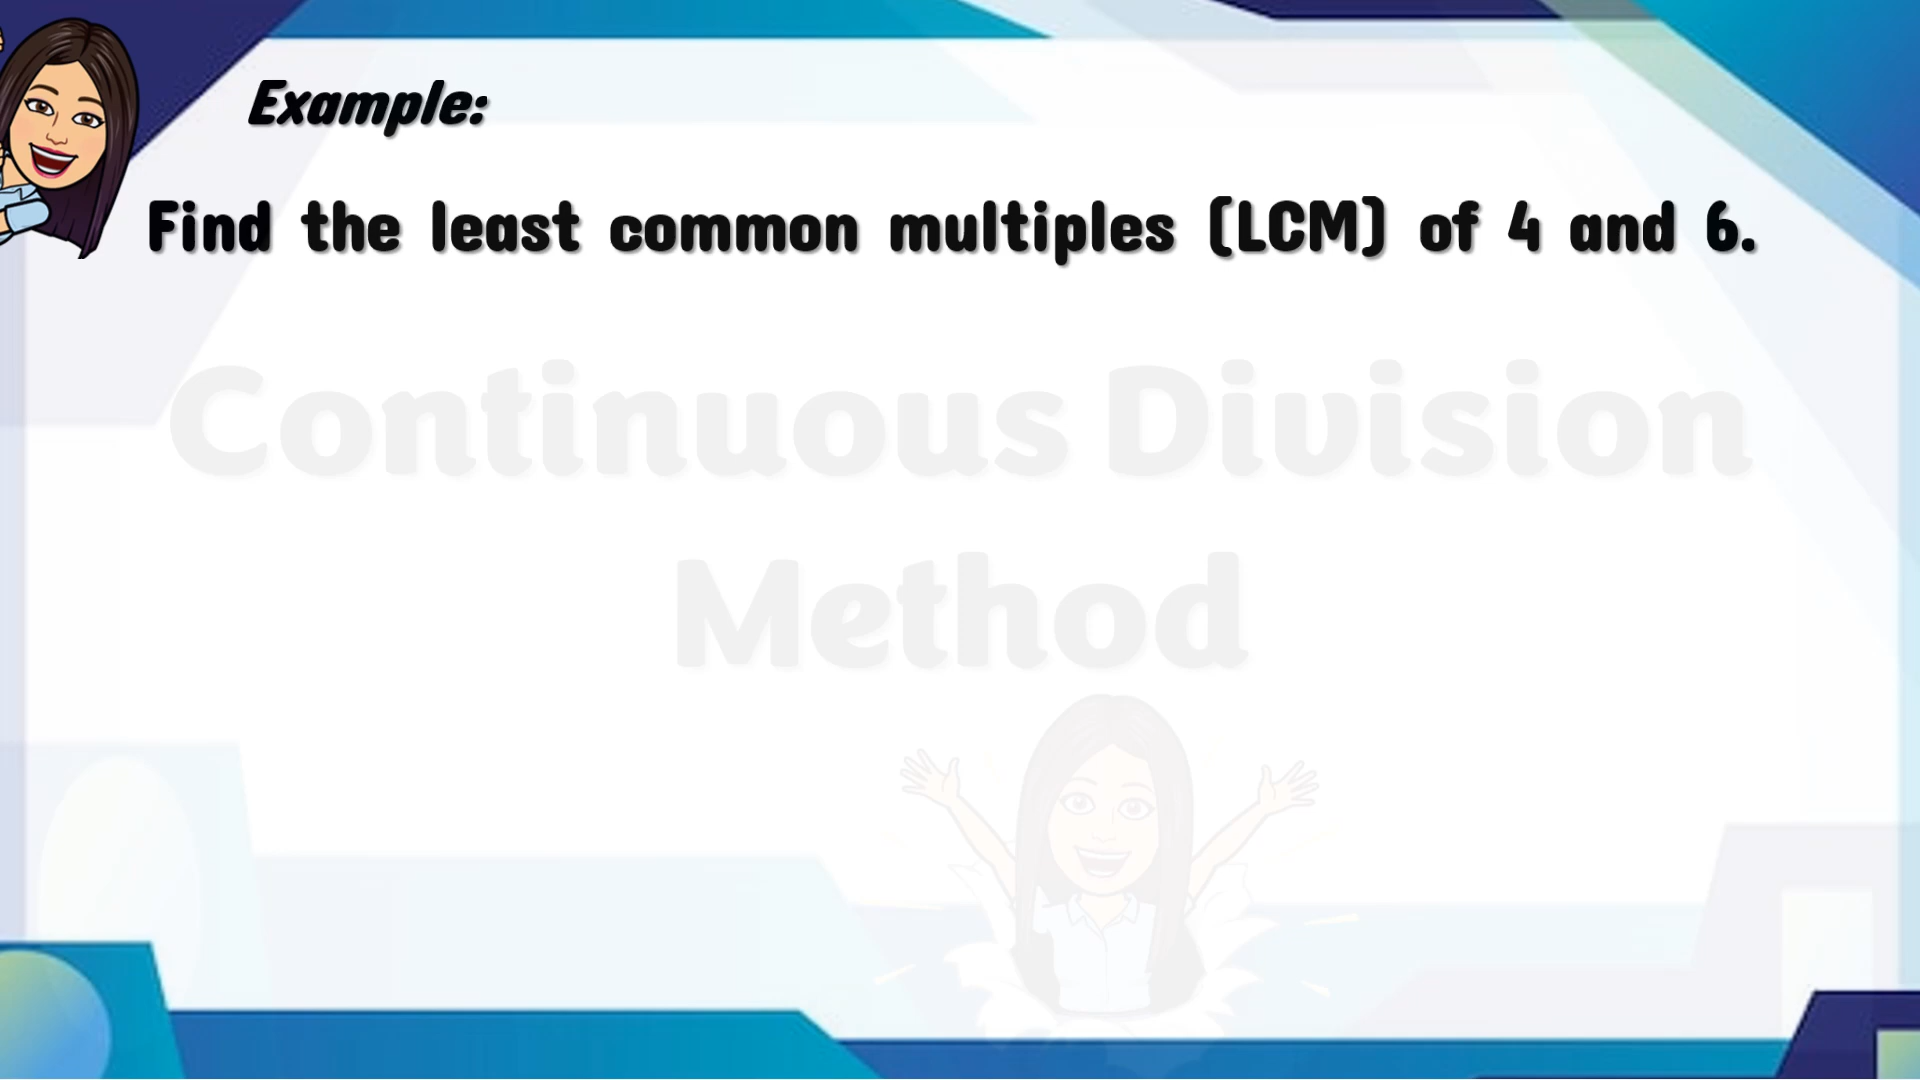 Example:
Find the least common multiples (LCM) of 4 and 6.
Continuous Division
Method